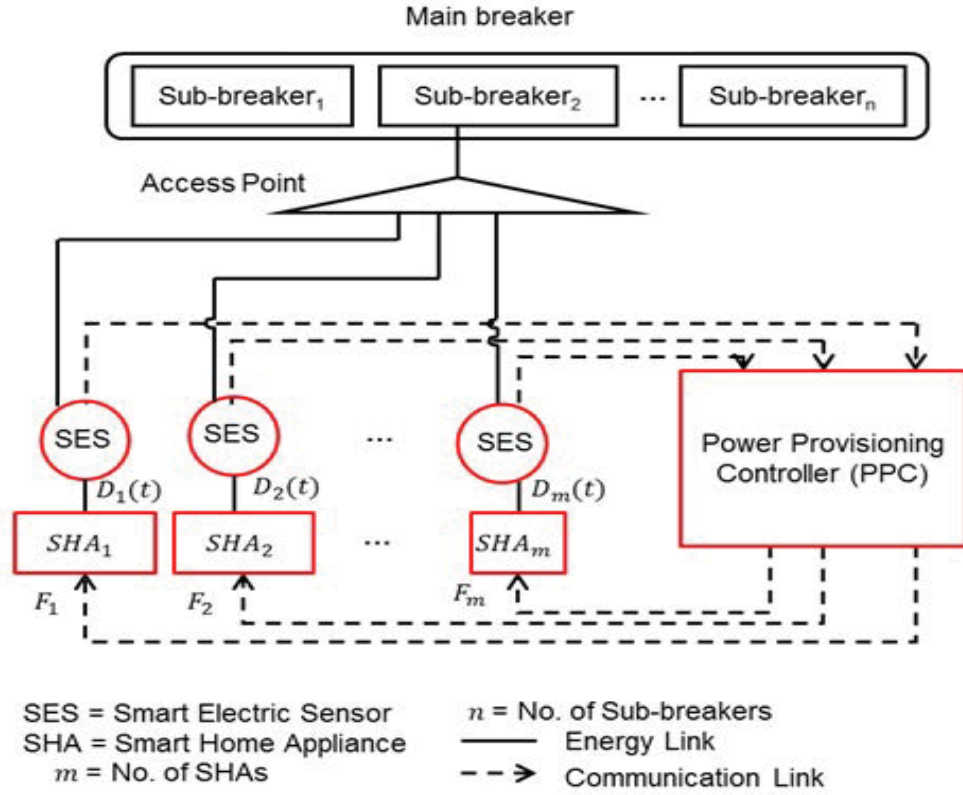 Main breaker
Sub-breaker₁ Sub-breaker₂ ... Sub-breakerₙ
Access Point
SES SES ... SES
Power Provisioning
Controller (PPC)
D₁(t) D₂(t) Dₘ(t)
SHA₁ SHA₂ ... SHAₘ
F₁ F₂ Fₘ
SES = Smart Electric Sensor
SHA = Smart Home Appliance
m = No. of SHAs
n = No. of Sub-breakers
Energy Link
Communication Link